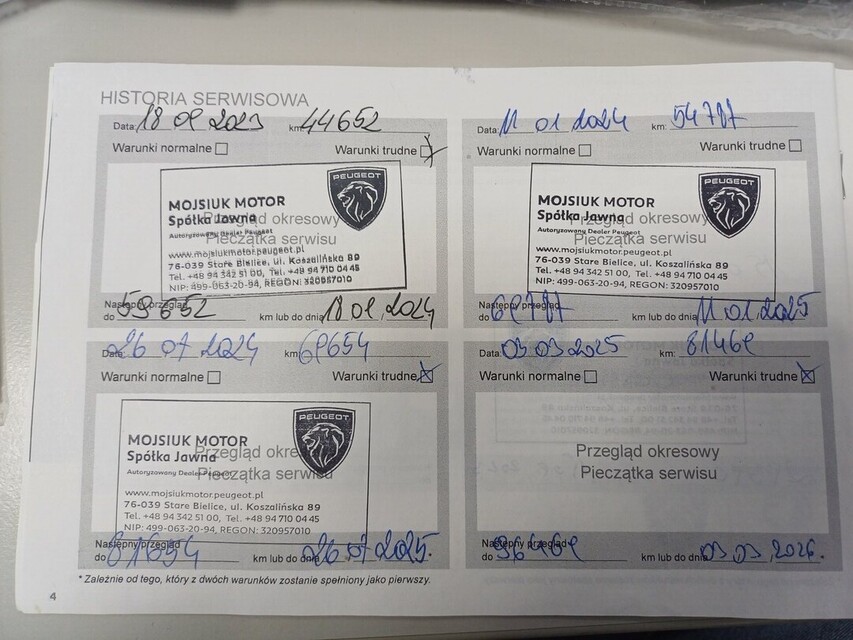 HISTORIA SERWISOWA
Data: 18 09 2023 km: 44652
Warunki normalne Warunki trudne
PEUGEOT
MOJSIUK MOTOR
Spółka Jawna
Przegląd okresowy
Autoryzowany Dealer Peugeot
Pieczątka serwisu
www.mojsiukmotor.peugeot.pl
76-039 Stare Bielice, ul. Koszalińska 89
Tel. +48 94 342 51 00, Tel. +48 94 710 04 45
NIP: 499-063-20-94, REGON: 320957010
Następny przegląd
do 59652 km lub do dnia 18.09.2024
Data: 11 01 2024 km:
Warunki normalne Warunki trudne
PEUGEOT
MOJSIUK MOTOR
Spółka Jawna
Przegląd okresowy
Autoryzowany Dealer Peugeot
Pieczątka serwisu
www.mojsiukmotor.peugeot.pl
76-039 Stare Bielice, ul. Koszalińska 89
Tel. +48 94 342 51 00, Tel. +48 94 710 04 45
NIP: 499-063-20-94, REGON: 320957010
Następny przegląd
do km lub do dnia 11.01.2025
Data: 26 07 2024 km:
Warunki normalne Warunki trudne
PEUGEOT
MOJSIUK MOTOR
Spółka Jawna
Przegląd okresowy
Autoryzowany Dealer Peugeot
Pieczątka serwisu
www.mojsiukmotor.peugeot.pl
76-039 Stare Bielice, ul. Koszalińska 89
Tel. +48 94 342 51 00, Tel. +48 94 710 04 45
NIP: 499-063-20-94, REGON: 320957010
Następny przegląd
do km lub do dnia 26.07.2025.
Data: 03 03 2025 km: 81469
Warunki normalne Warunki trudne
Przegląd okresowy
Pieczątka serwisu
Następny przegląd
do 96469 km lub do dnia 03.03.2026.
* Zależnie od tego, który z dwóch warunków zostanie spełniony jako pierwszy.
4